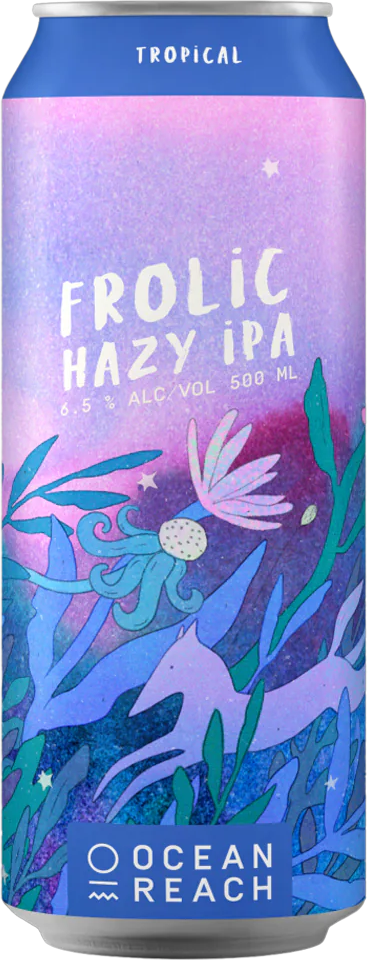 TROPiCAL
FROLiC
HAZY iPA
6.5 % ALC/VOL 500 ML
OCEAN
REACH